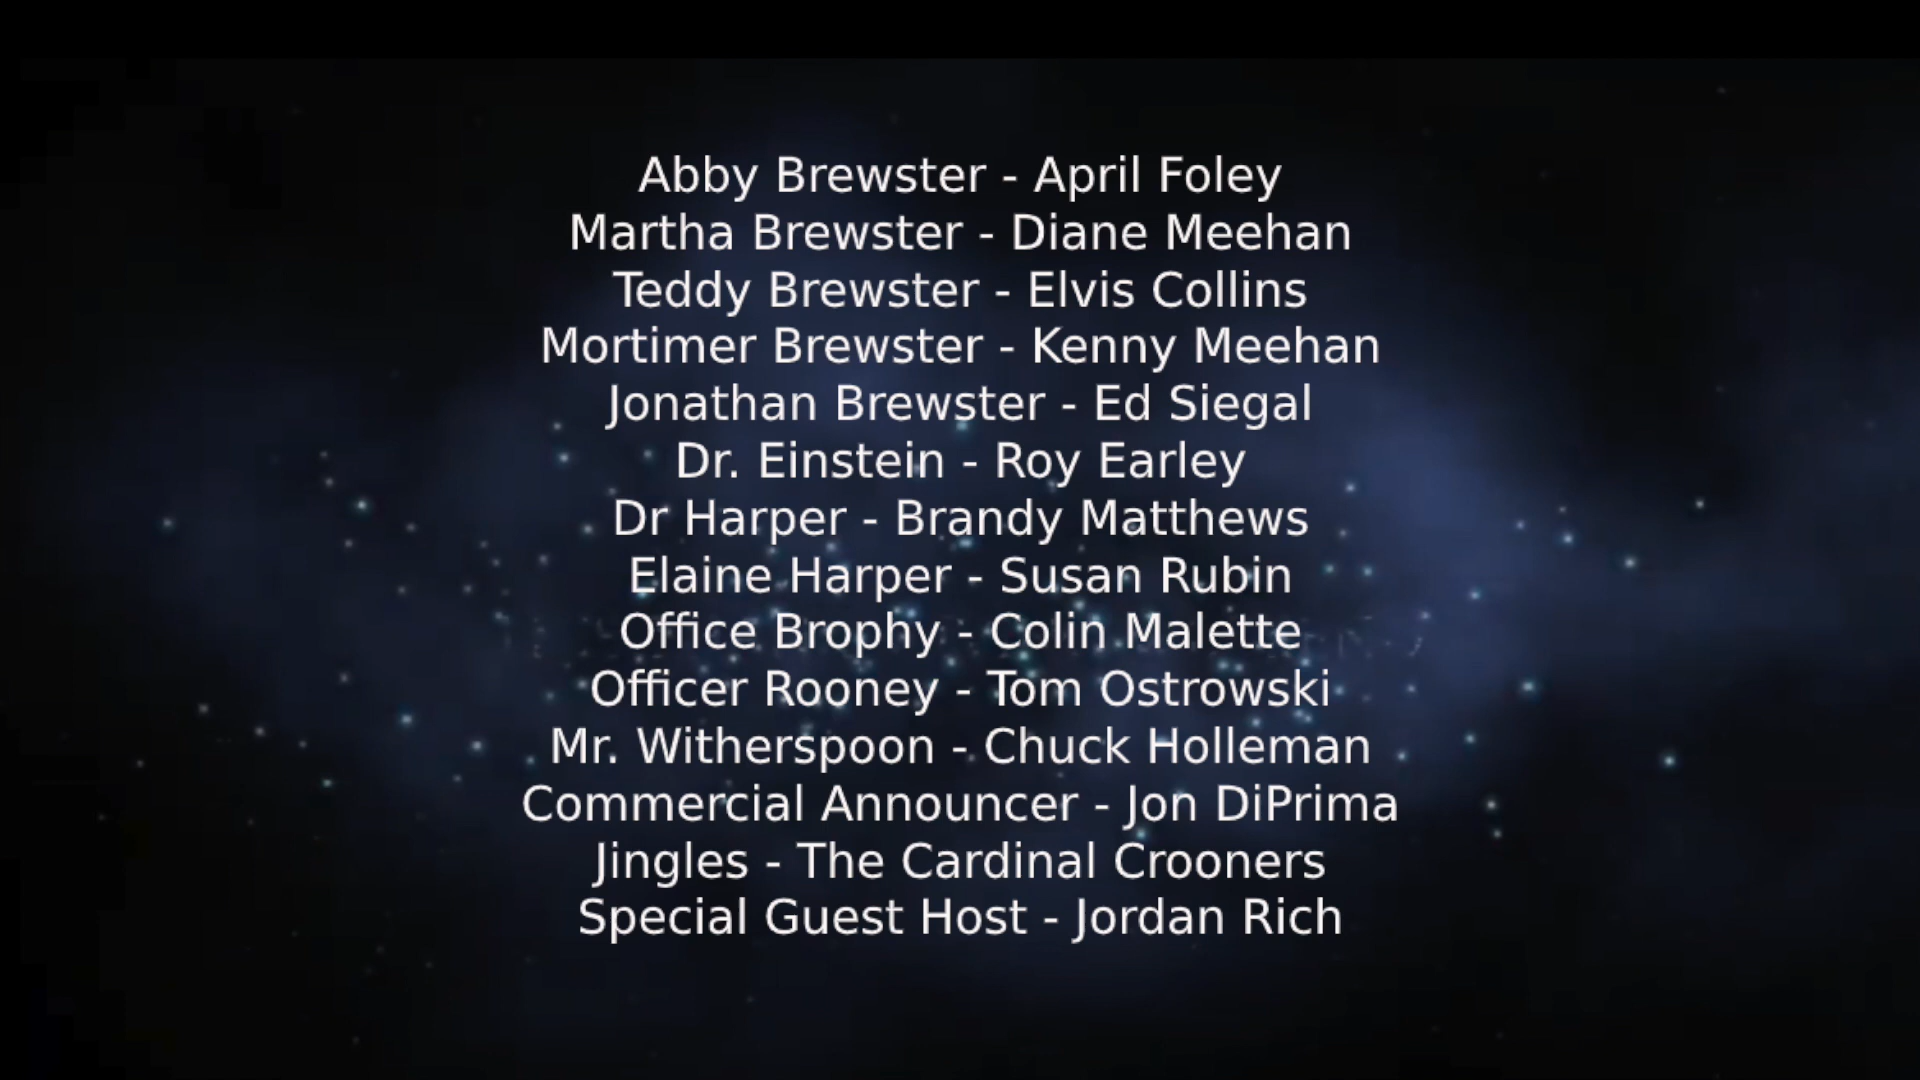 Abby Brewster - April Foley
Martha Brewster - Diane Meehan
Teddy Brewster - Elvis Collins
Mortimer Brewster - Kenny Meehan
Jonathan Brewster - Ed Siegal
Dr. Einstein - Roy Earley
Dr Harper - Brandy Matthews
Elaine Harper - Susan Rubin
Office Brophy - Colin Malette
Officer Rooney - Tom Ostrowski
Mr. Witherspoon - Chuck Holleman
Commercial Announcer - Jon DiPrima
Jingles - The Cardinal Crooners
Special Guest Host - Jordan Rich